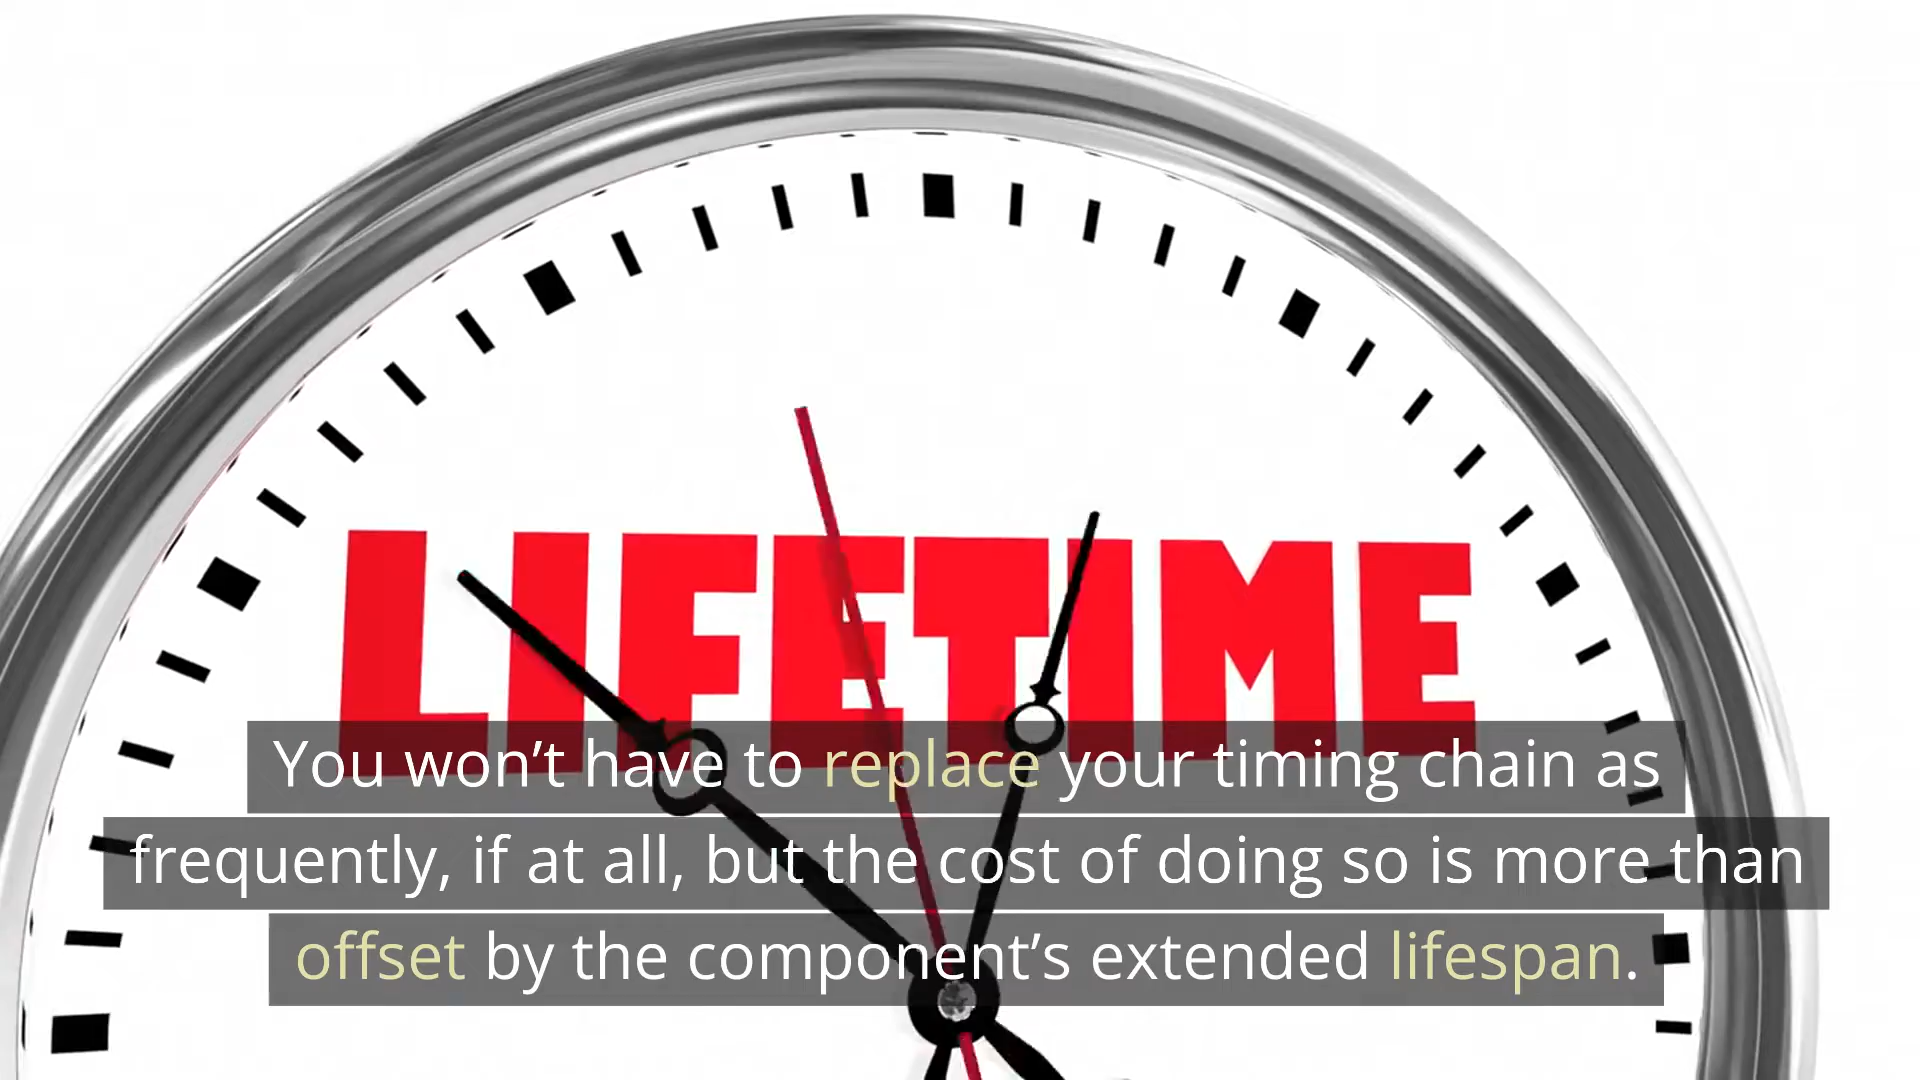 LIFETIME
You won’t have to replace your timing chain as
frequently, if at all, but the cost of doing so is more than
offset by the component’s extended lifespan.